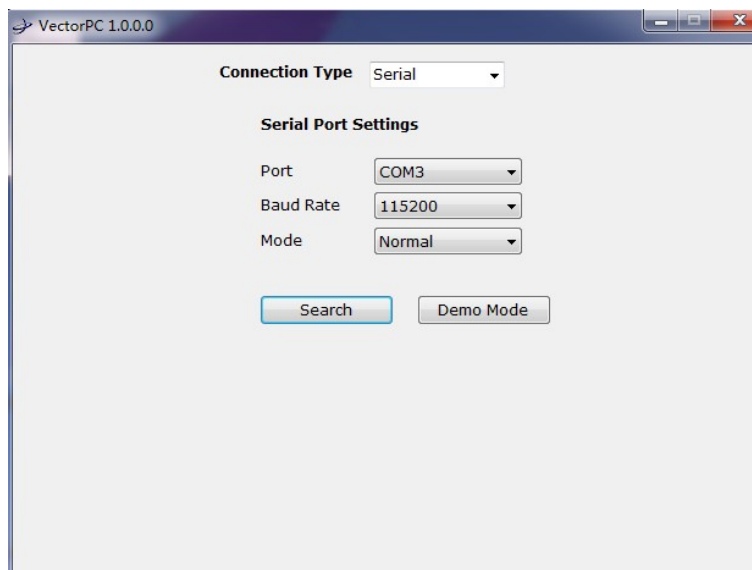 VectorPC 1.0.0.0
Connection Type Serial
Serial Port Settings
Port COM3
Baud Rate 115200
Mode Normal
Search Demo Mode